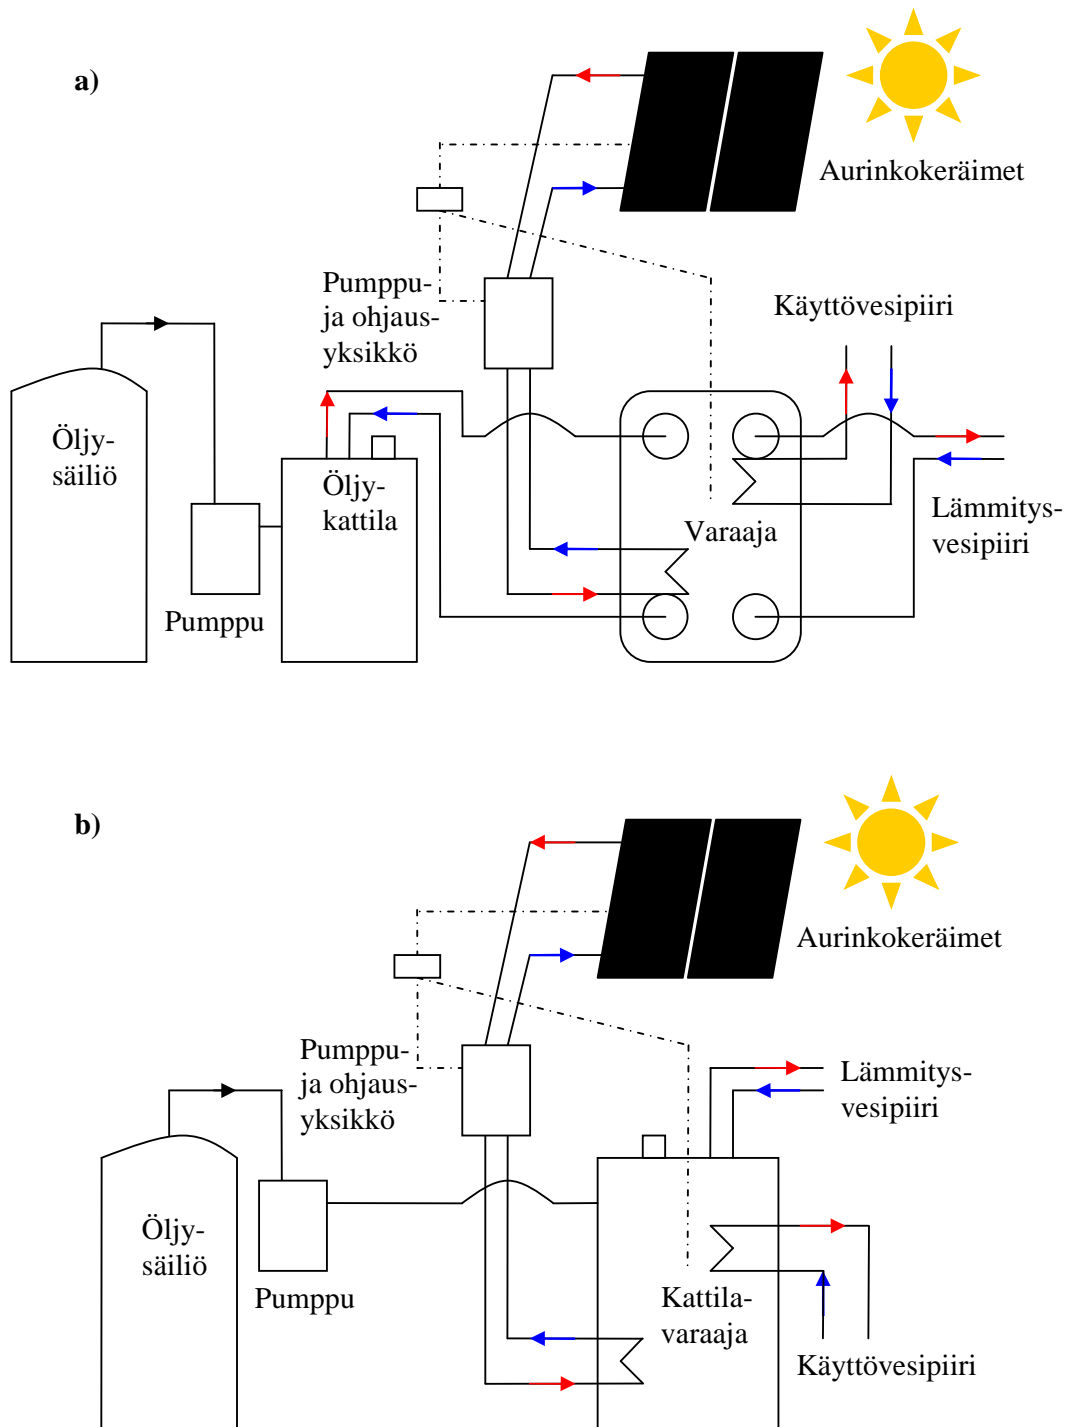 a)
Aurinkokeräimet
Pumppu-
ja ohjaus-
yksikkö
Käyttövesipiiri
Öljy-
säiliö
Öljy-
kattila
Varaaja
Lämmitys-
vesipiiri
Pumppu
b)
Aurinkokeräimet
Pumppu-
ja ohjaus-
yksikkö
Lämmitys-
vesipiiri
Öljy-
säiliö
Pumppu
Kattila-
varaaja
Käyttövesipiiri